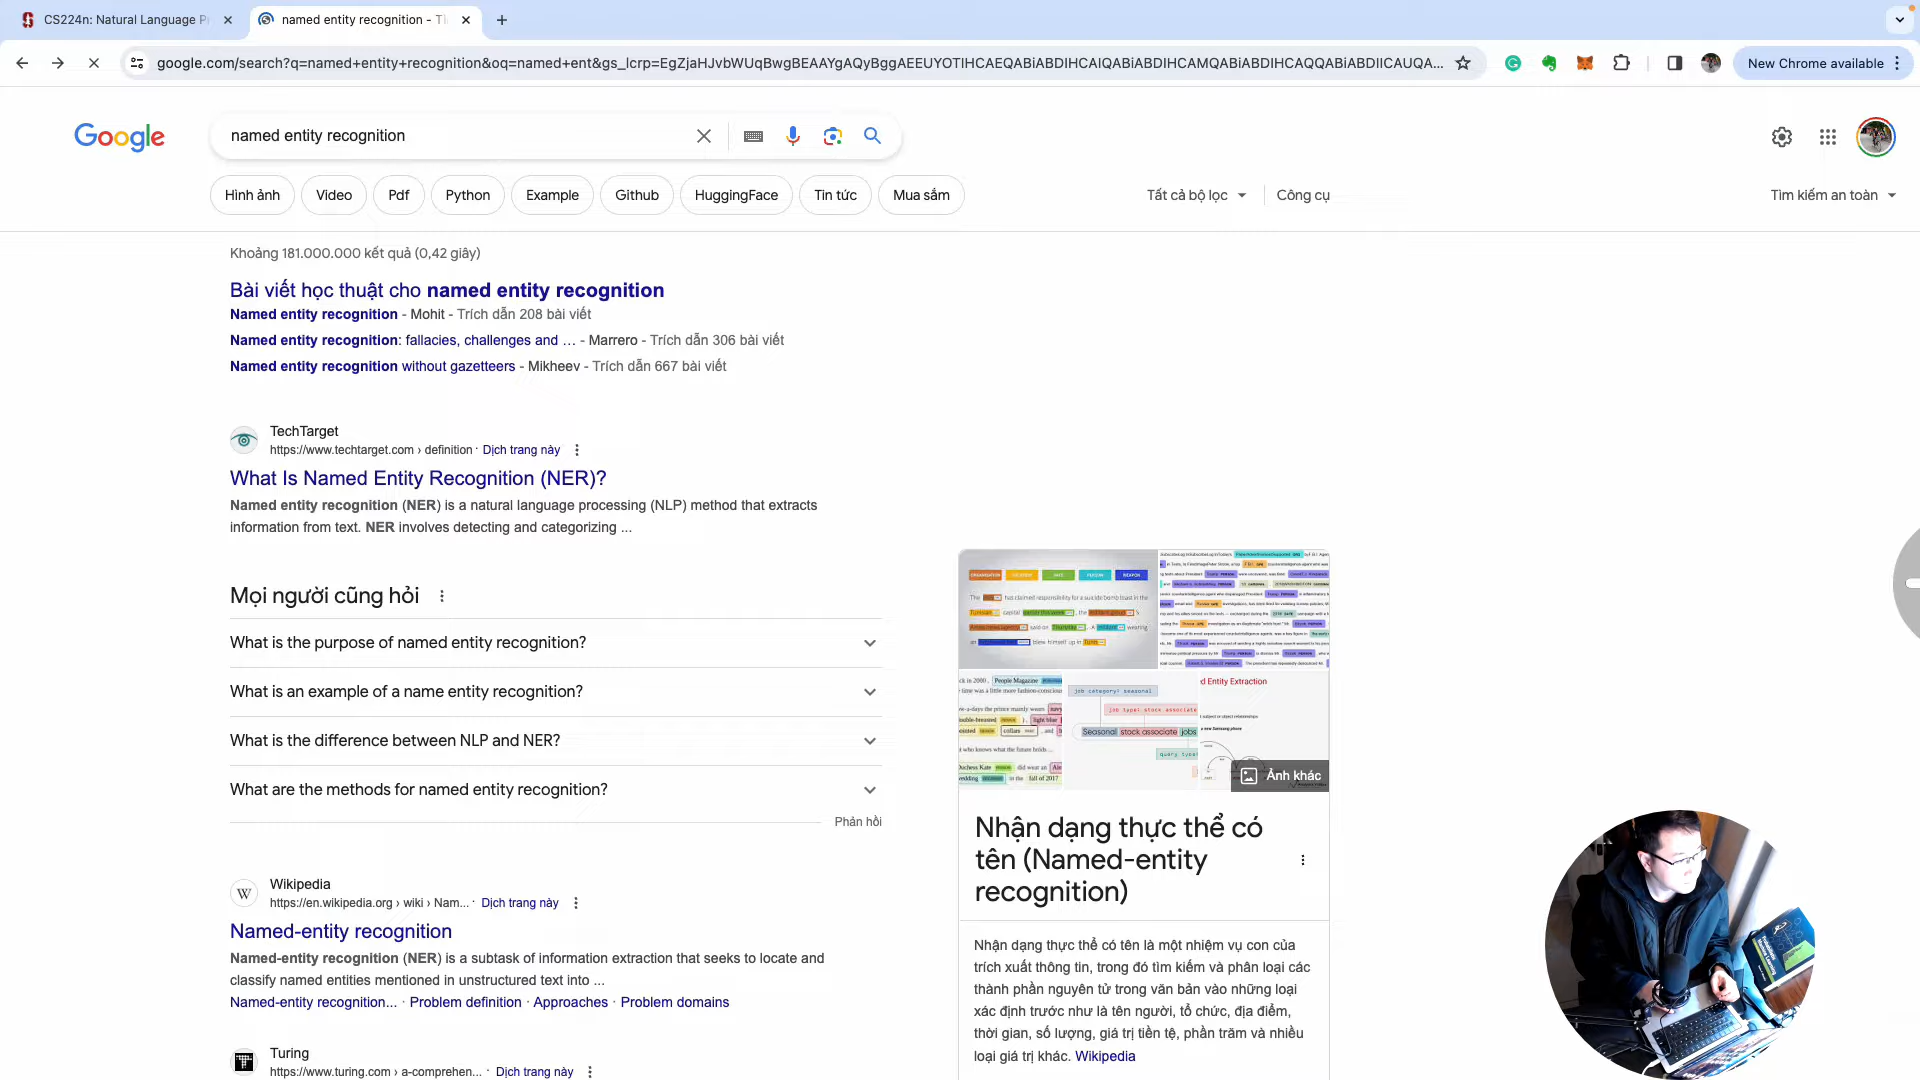 CS224n: Natural Language P
named entity recognition - Tì
google.com/search?q=named+entity+recognition&oq=named+ent&gs_lcrp=EgZjaHJvbWUqBwgBEAAYgAQyBggAEEUYOTIHCAEQABiABDIHCAIQABiABDIHCAMQABiABDIHCAQQABiABDIICAUQA...
New Chrome available
Google
named entity recognition
Hình ảnh
Video
Pdf
Python
Example
Github
HuggingFace
Tin tức
Mua sắm
Tất cả bộ lọc
Công cụ
Tìm kiếm an toàn
Khoảng 181.000.000 kết quả (0,42 giây)
Bài viết học thuật cho named entity recognition
Named entity recognition - Mohit - Trích dẫn 208 bài viết
Named entity recognition: fallacies, challenges and … - Marrero - Trích dẫn 306 bài viết
Named entity recognition without gazetteers - Mikheev - Trích dẫn 667 bài viết
TechTarget
https://www.techtarget.com › definition · Dịch trang này
What Is Named Entity Recognition (NER)?
Named entity recognition (NER) is a natural language processing (NLP) method that extracts
information from text. NER involves detecting and categorizing ...
Mọi người cũng hỏi
What is the purpose of named entity recognition?
What is an example of a name entity recognition?
What is the difference between NLP and NER?
What are the methods for named entity recognition?
Phản hồi
Wikipedia
https://en.wikipedia.org › wiki › Nam... · Dịch trang này
Named-entity recognition
Named-entity recognition (NER) is a subtask of information extraction that seeks to locate and
classify named entities mentioned in unstructured text into ...
Named-entity recognition... · Problem definition · Approaches · Problem domains
Turing
https://www.turing.com › a-comprehen... · Dịch trang này
d Entity Extraction
job category: seasonal
job type: stock associate
Seasonal stock associate jobs
Ảnh khác
Nhận dạng thực thể có
tên (Named-entity
recognition)
Nhận dạng thực thể có tên là một nhiệm vụ con của
trích xuất thông tin, trong đó tìm kiếm và phân loại các
thành phần nguyên tử trong văn bản vào những loại
xác định trước như là tên người, tổ chức, địa điểm,
thời gian, số lượng, giá trị tiền tệ, phần trăm và nhiều
loại giá trị khác. Wikipedia